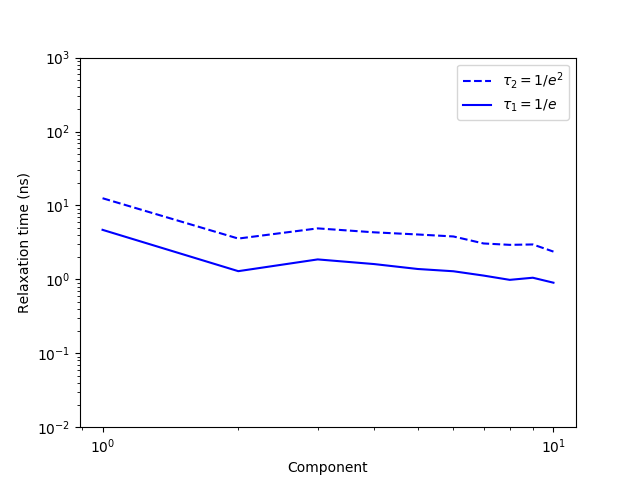 10³
10²
10¹
10⁰
10⁻¹
10⁻²
Relaxation time (ns)
τ₂ = 1/e²
τ₁ = 1/e
10⁰
10¹
Component